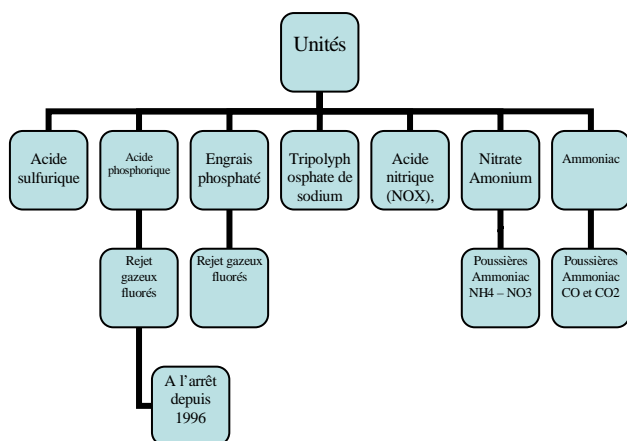 Unités
Acide
sulfurique
Acide
phosphorique
Engrais
phosphaté
Tripolyph
osphate de
sodium
Acide
nitrique
(NOX),
Nitrate
Amonium
Ammoniac
Rejet
gazeux
fluorés
Rejet gazeux
fluorés
Poussières
Ammoniac
NH4 – NO3
Poussières
Ammoniac
CO et CO2
A l’arrêt
depuis
1996